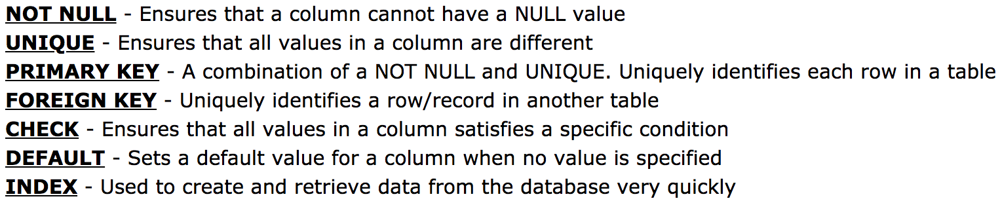 NOT NULL - Ensures that a column cannot have a NULL value
UNIQUE - Ensures that all values in a column are different
PRIMARY KEY - A combination of a NOT NULL and UNIQUE. Uniquely identifies each row in a table
FOREIGN KEY - Uniquely identifies a row/record in another table
CHECK - Ensures that all values in a column satisfies a specific condition
DEFAULT - Sets a default value for a column when no value is specified
INDEX - Used to create and retrieve data from the database very quickly